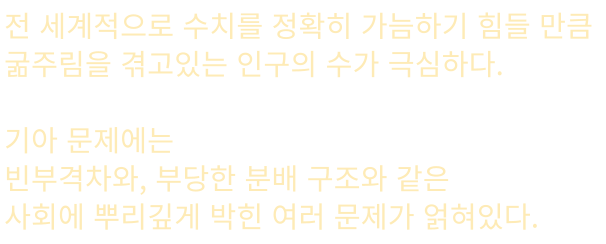 전 세계적으로 수치를 정확히 가늠하기 힘들 만큼
굶주림을 겪고있는 인구의 수가 극심하다.
기아 문제에는
빈부격차와, 부당한 분배 구조와 같은
사회에 뿌리깊게 박힌 여러 문제가 얽혀있다.